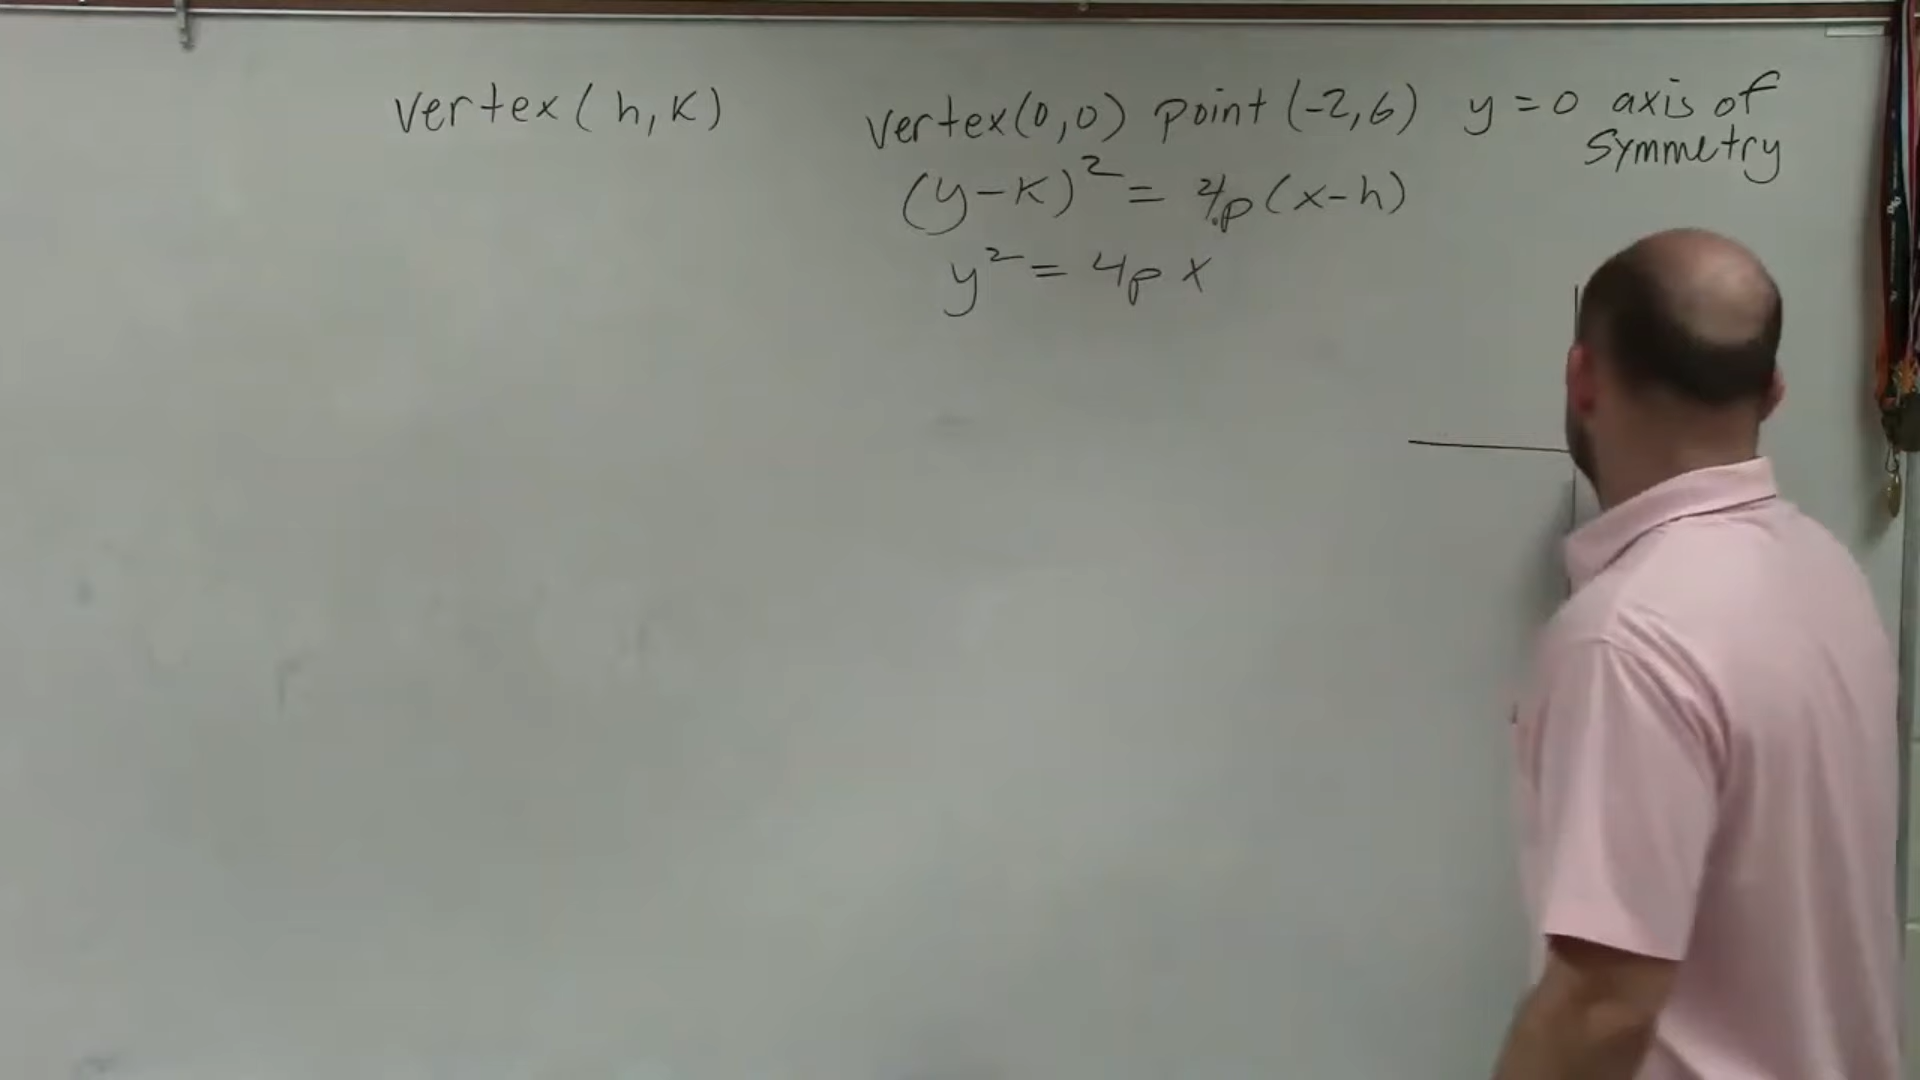 vertex (h,k)
vertex (0,0) point (-2,6) y=0 axis of
symmetry
(y-k)² = 4p(x-h)
y² = 4px